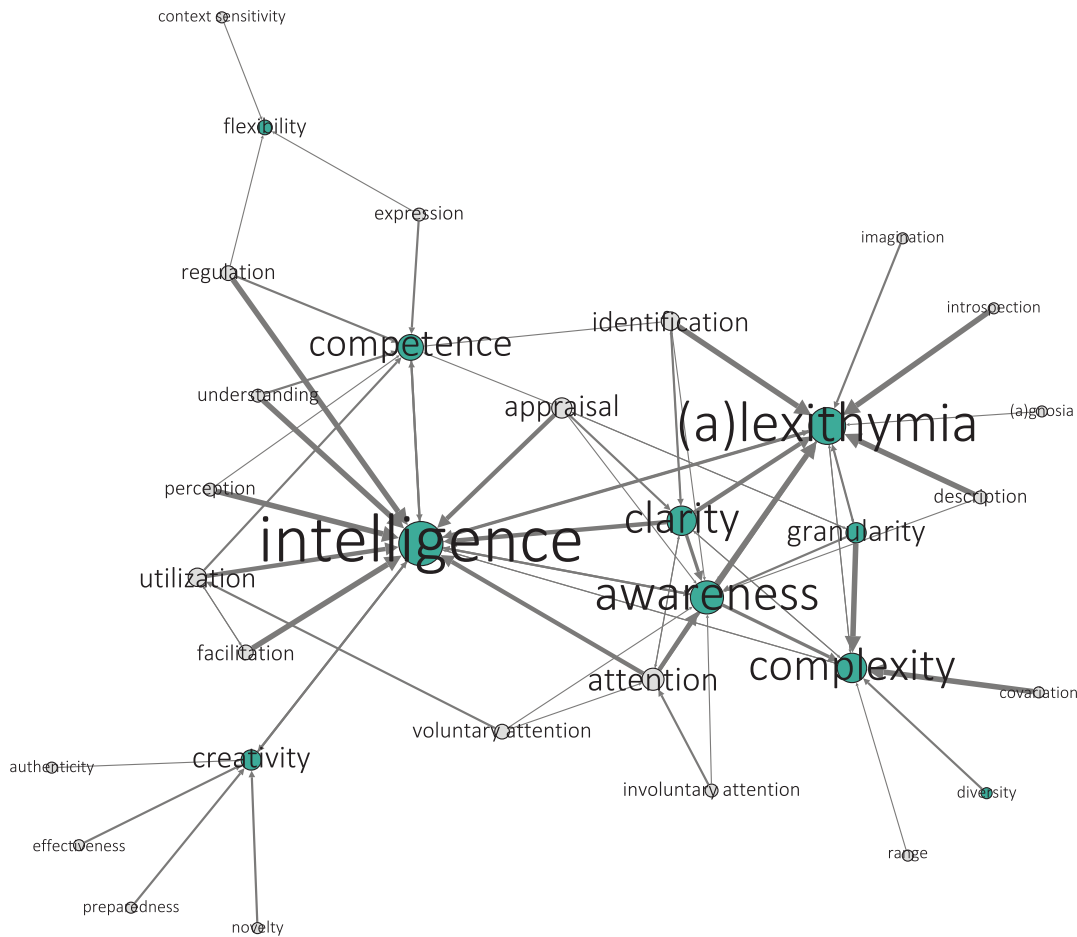 context sensitivity
flexibility
expression
imagination
regulation
introspection
identification
competence
understanding
appraisal
(a)gnosia
(a)lexithymia
perception
description
clarity
granularity
intelligence
utilization
awareness
facilitation
complexity
attention
covariation
voluntary attention
creativity
authenticity
involuntary attention
diversity
effectiveness
range
preparedness
novelty